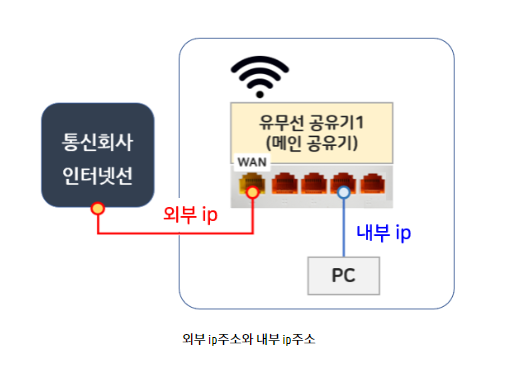 통신회사
인터넷선
유무선 공유기1
(메인 공유기)
WAN
외부 ip
내부 ip
PC
외부 ip주소와 내부 ip주소